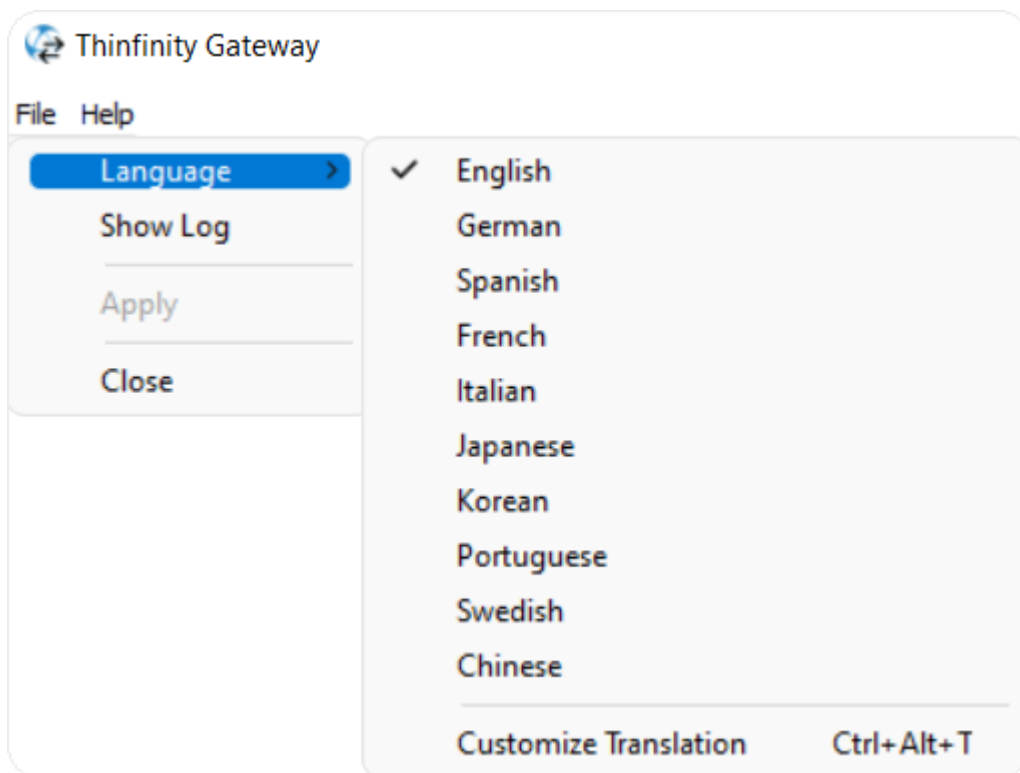 Thinfinity Gateway
File Help
Language
Show Log
Apply
Close
English
German
Spanish
French
Italian
Japanese
Korean
Portuguese
Swedish
Chinese
Customize Translation Ctrl+Alt+T